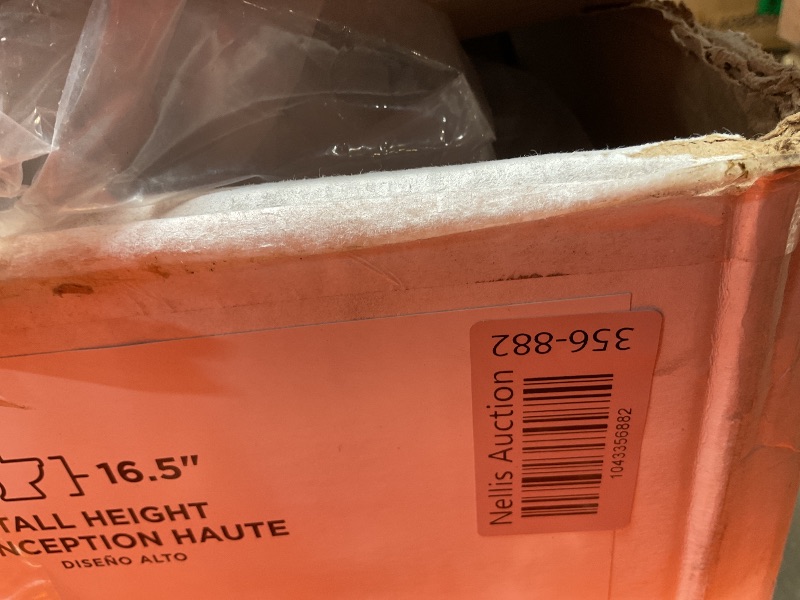 356-882
Nellis Auction
1043356882
16.5"
TALL HEIGHT
NCEPTION HAUTE
DISEÑO ALTO